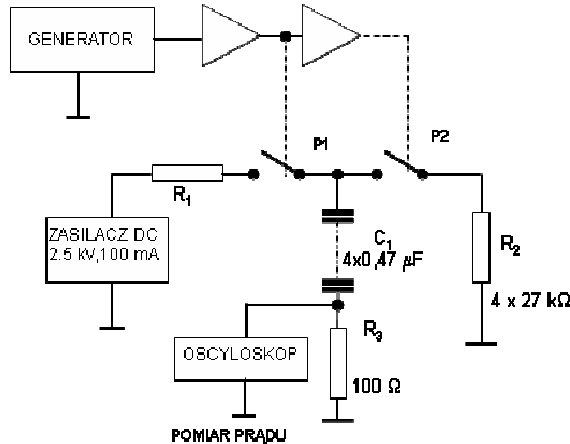 GENERATOR
P1
P2
R1
ZASILACZ DC
2.5 kV,100 mA
C1
4x0,47 µF
R2
4 x 27 kΩ
OSCYLOSKOP
R3
100 Ω
POMIAR PRĄDU